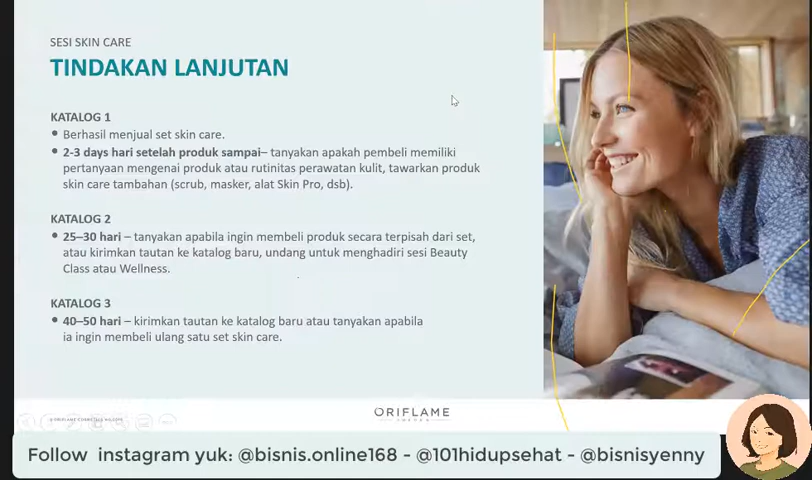 SESI SKIN CARE
TINDAKAN LANJUTAN
KATALOG 1
• Berhasil menjual set skin care.
• 2-3 days hari setelah produk sampai– tanyakan apakah pembeli memiliki
pertanyaan mengenai produk atau rutinitas perawatan kulit, tawarkan produk
skin care tambahan (scrub, masker, alat Skin Pro, dsb).
KATALOG 2
• 25–30 hari – tanyakan apabila ingin membeli produk secara terpisah dari set,
atau kirimkan tautan ke katalog baru, undang untuk menghadiri sesi Beauty
Class atau Wellness.
KATALOG 3
• 40–50 hari – kirimkan tautan ke katalog baru atau tanyakan apabila
ia ingin membeli ulang satu set skin care.
ORIFLAME
Follow instagram yuk: @bisnis.online168 - @101hidupsehat - @bisnisyenny